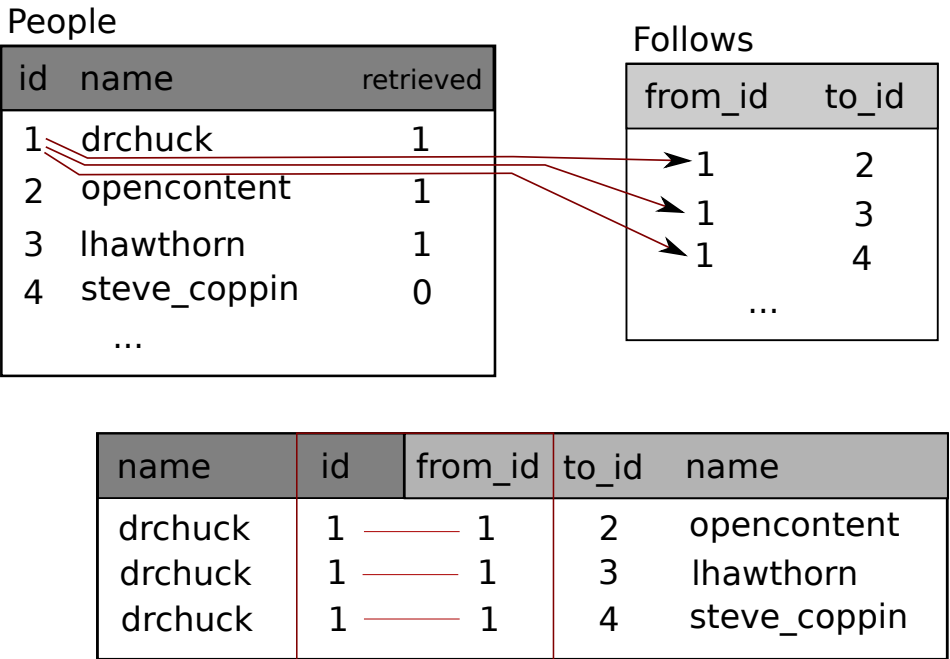 People
id name retrieved
1 drchuck 1
2 opencontent 1
3 lhawthorn 1
4 steve_coppin 0
...
Follows
from_id to_id
1 2
1 3
1 4
...
name id from_id to_id name
drchuck 1 1 2 opencontent
drchuck 1 1 3 lhawthorn
drchuck 1 1 4 steve_coppin